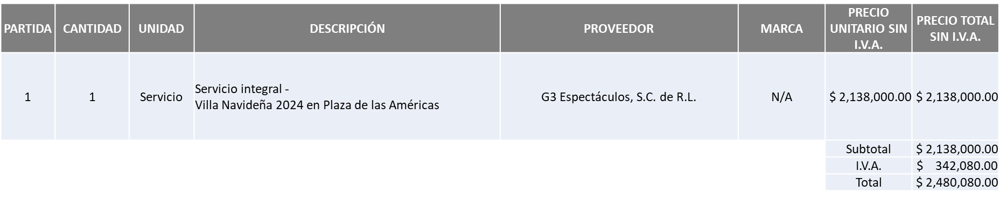 PARTIDA CANTIDAD UNIDAD DESCRIPCIÓN PROVEEDOR MARCA PRECIO UNITARIO SIN I.V.A. PRECIO TOTAL SIN I.V.A.
1 1 Servicio Servicio integral -
Villa Navideña 2024 en Plaza de las Américas G3 Espectáculos, S.C. de R.L. N/A $ 2,138,000.00 $ 2,138,000.00
Subtotal $ 2,138,000.00
I.V.A. $ 342,080.00
Total $ 2,480,080.00